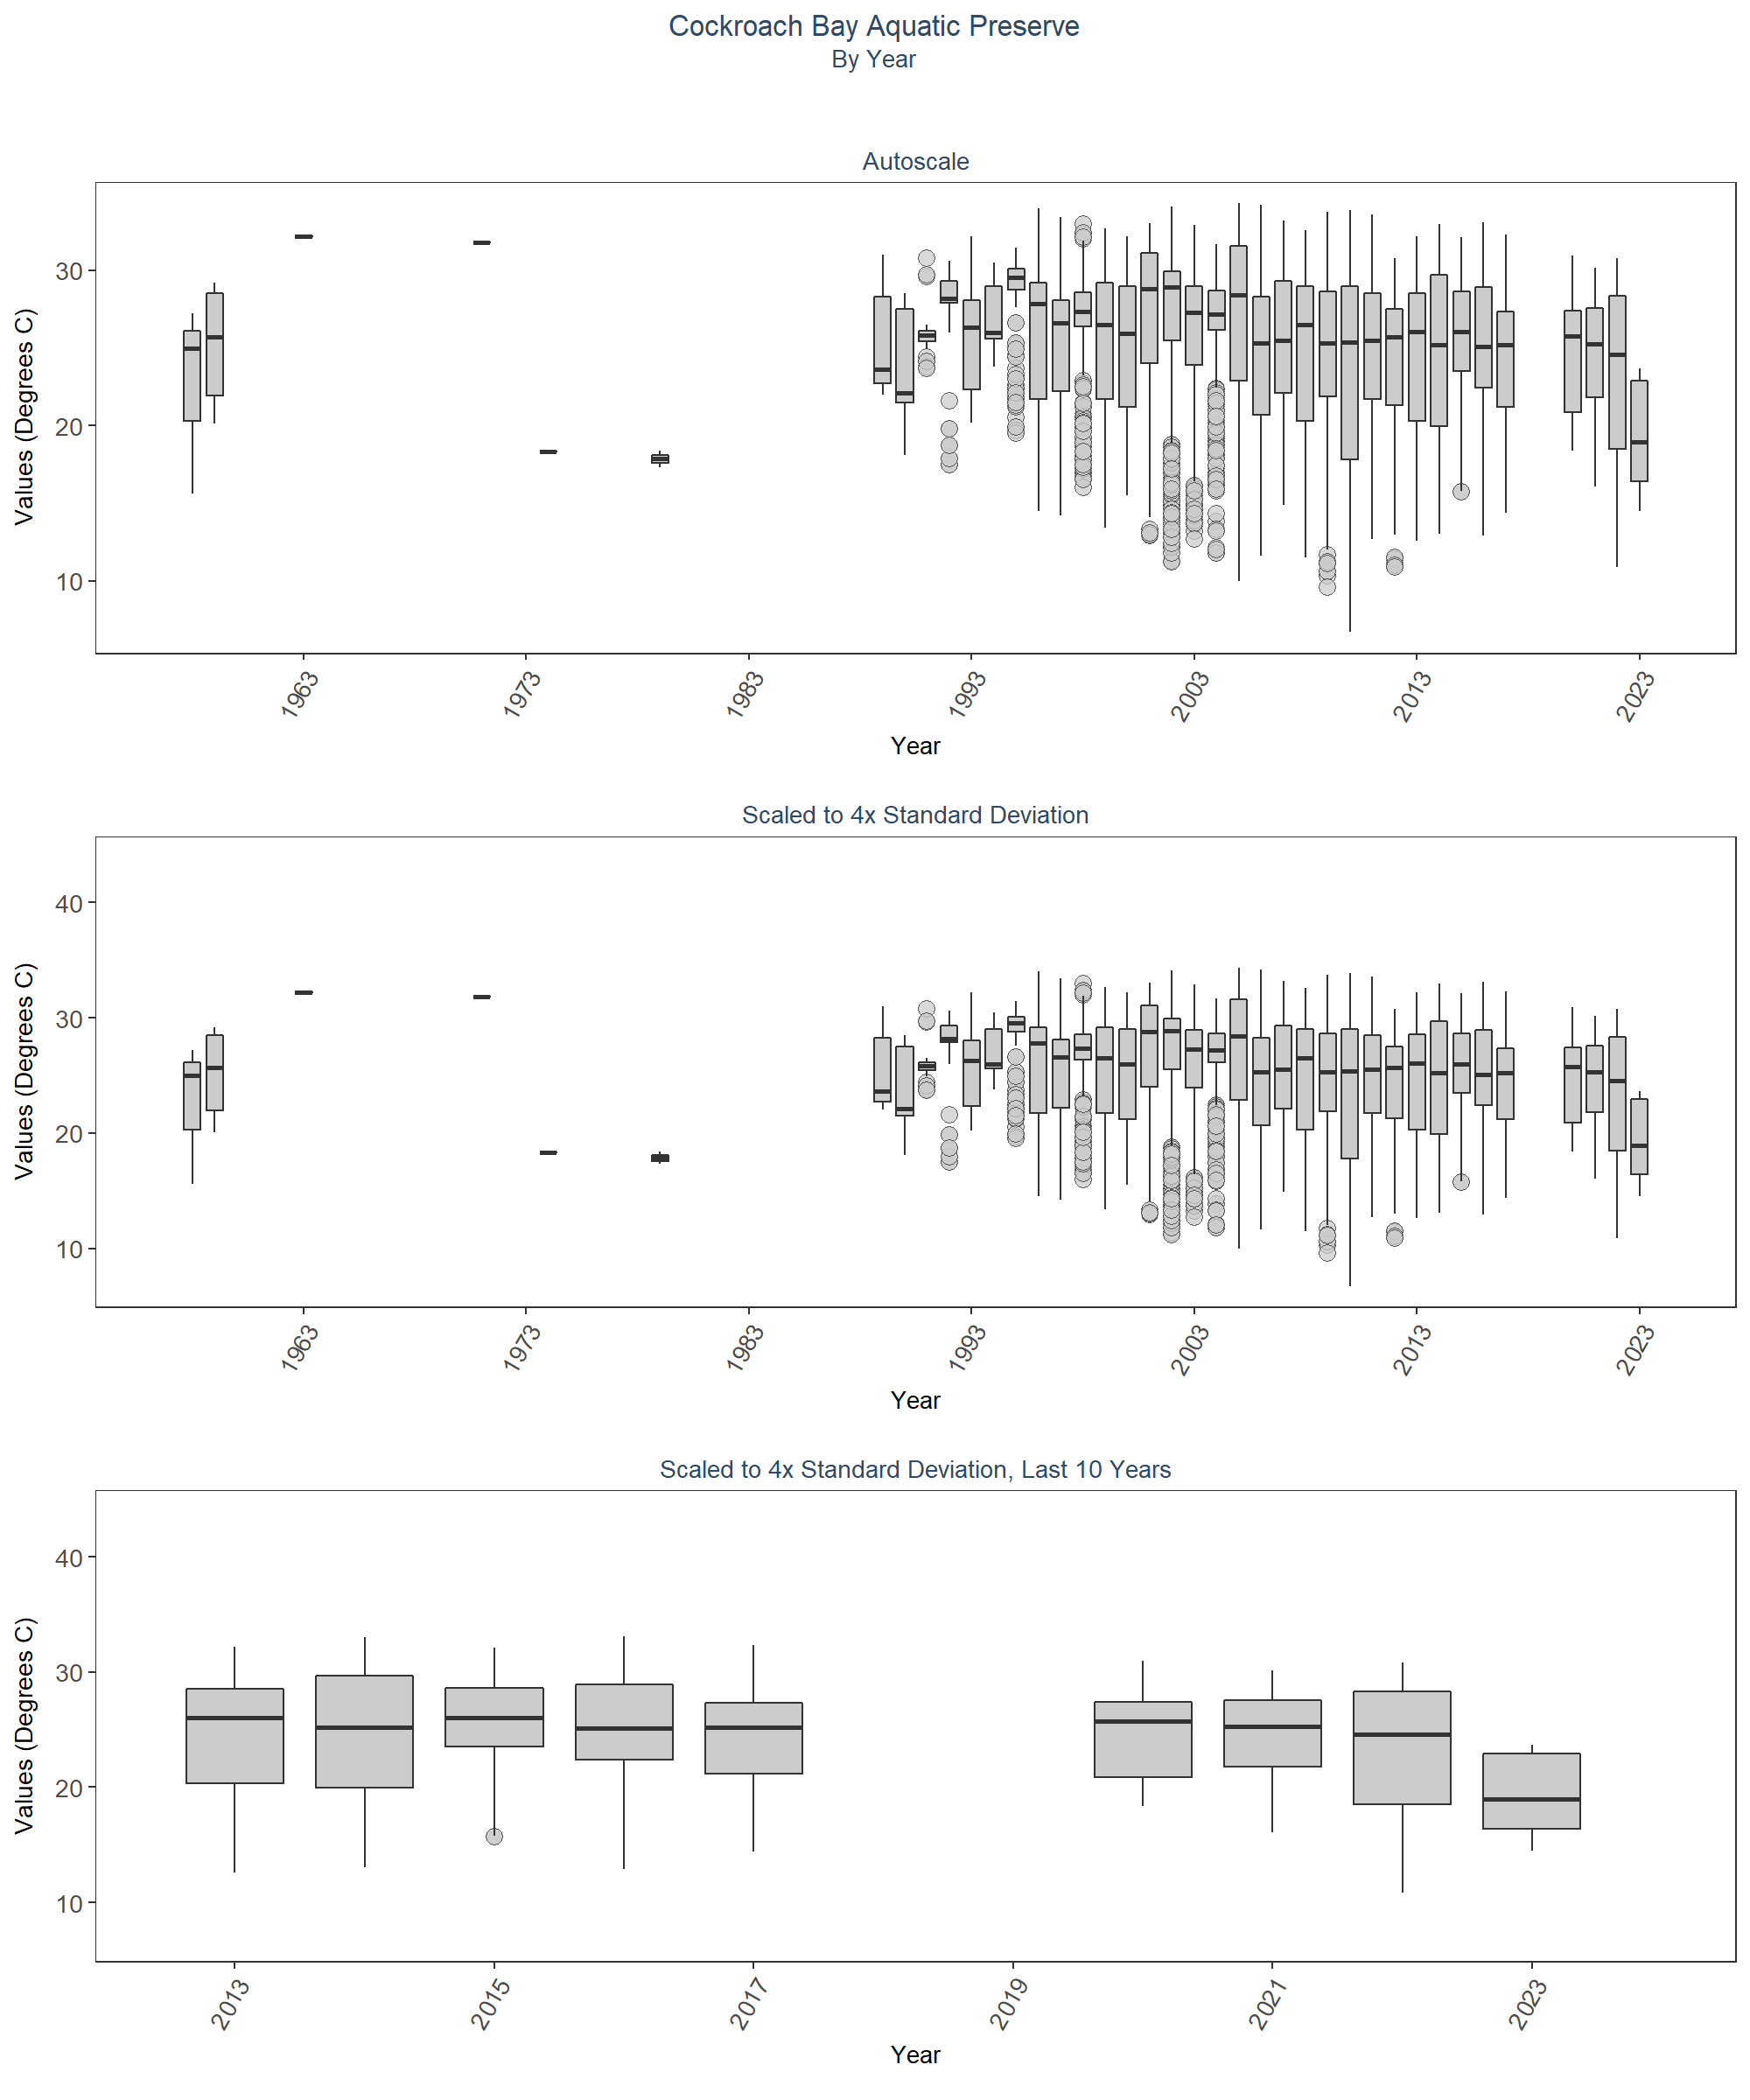 Cockroach Bay Aquatic Preserve
By Year
Autoscale
Values (Degrees C)
30
20
10
1963 1973 1983 1993 2003 2013 2023
Year
Scaled to 4x Standard Deviation
Values (Degrees C)
40
30
20
10
1963 1973 1983 1993 2003 2013 2023
Year
Scaled to 4x Standard Deviation, Last 10 Years
Values (Degrees C)
40
30
20
10
2013 2015 2017 2019 2021 2023
Year